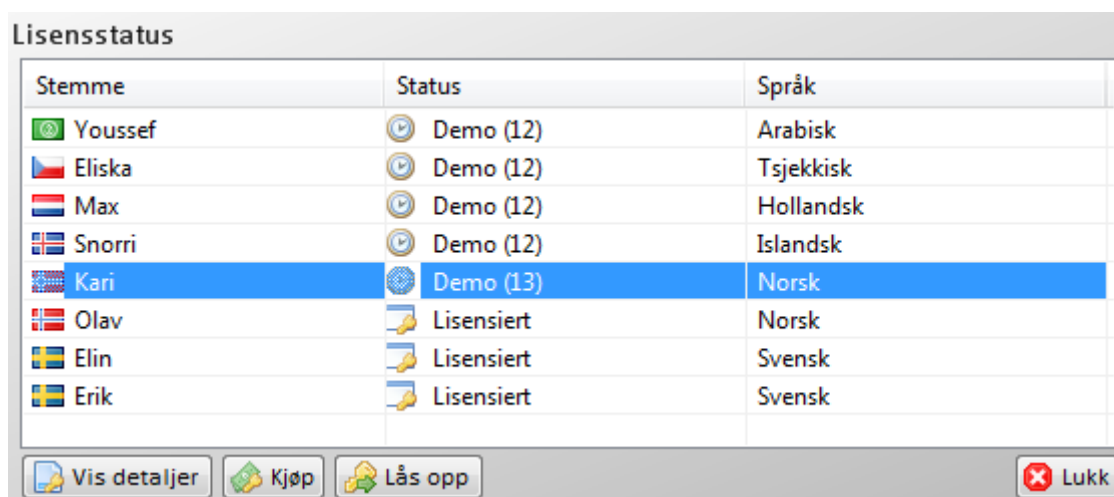 Lisensstatus
Stemme Status Språk
Youssef Demo (12) Arabisk
Eliska Demo (12) Tsjekkisk
Max Demo (12) Hollandsk
Snorri Demo (12) Islandsk
Kari Demo (13) Norsk
Olav Lisensiert Norsk
Elin Lisensiert Svensk
Erik Lisensiert Svensk
Vis detaljer Kjøp Lås opp Lukk